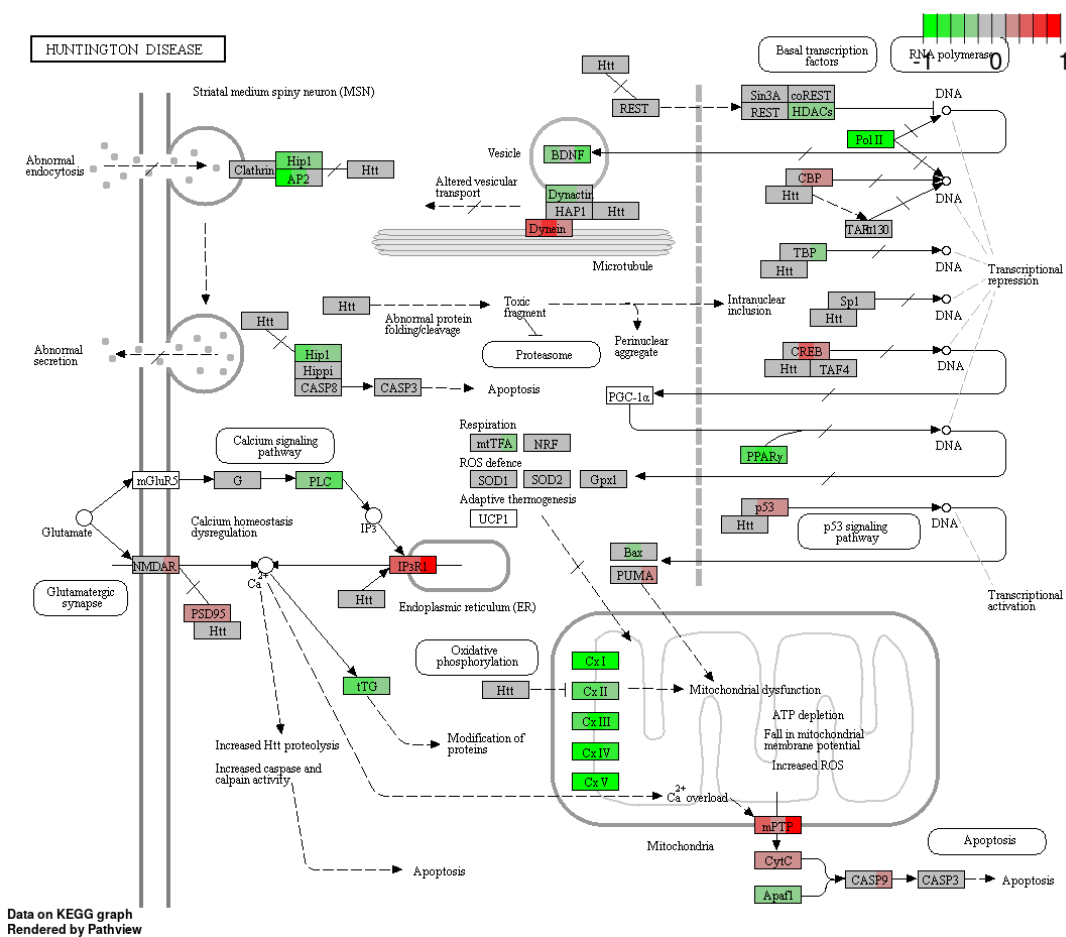 HUNTINGTON DISEASE
-1
0
1
Basal transcription
factors
RNA polymerase
Striatal medium spiny neuron (MSN)
Htt
REST
Sin3A
coREST
REST
HDACs
DNA
Pol II
Abnormal
endocytosis
Clathrin
Hip1
AP2
Htt
Vesicle
BDNF
Altered vesicular
transport
Dynactin
HAP1
Htt
Dynein
Microtubule
CBP
Htt
DNA
TBP
Htt
DNA
Transcriptional
repression
Htt
Abnormal protein
folding/cleavage
Toxic
fragment
Intranuclear
inclusion
Perinuclear
aggregate
Proteasome
Sp1
Htt
DNA
Abnormal
secretion
Htt
Hip1
Hippi
CASP8
CASP3
Apoptosis
CREB
Htt
TAF4
DNA
PGC-1α
Respiration
mtTFA
NRF
ROS defence
SOD1
SOD2
Gpx1
Adaptive thermogenesis
UCP1
PPARγ
DNA
Calcium signaling
pathway
mGluR5
G
PLC
IP3
Glutamate
Calcium homeostasis
dysregulation
NMDAR
Ca2+
IP3R1
Htt
Endoplasmic reticulum (ER)
Glutamatergic
synapse
PSD95
Htt
p53
Htt
DNA
p53 signaling
pathway
Bax
PUMA
Transcriptional
activation
Oxidative
phosphorylation
tTG
Htt
Cx I
Cx II
Cx III
Cx IV
Cx V
Mitochondrial dysfunction
ATP depletion
Fall in mitochondrial
membrane potential
Increased ROS
Increased Htt proteolysis
Modification of
proteins
Increased caspase and
calpain activity
Ca2+ overload
mPTP
Mitochondria
Apoptosis
CytC
Apaf1
CASP9
CASP3
Apoptosis
Apoptosis
Data on KEGG graph
Rendered by Pathview